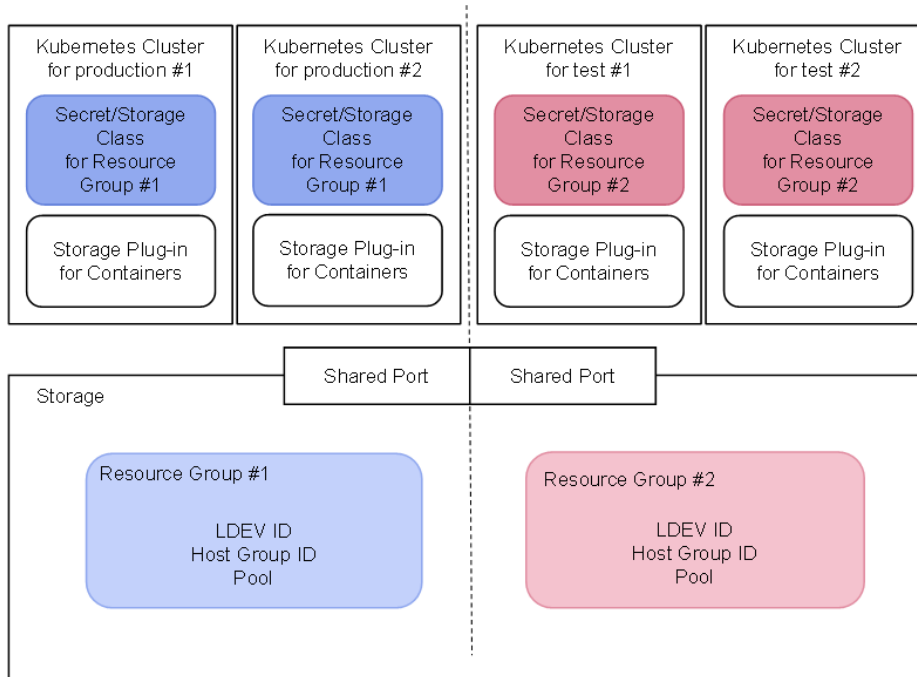 Kubernetes Cluster
for production #1
Secret/Storage
Class
for Resource
Group #1
Storage Plug-in
for Containers
Kubernetes Cluster
for production #2
Secret/Storage
Class
for Resource
Group #1
Storage Plug-in
for Containers
Kubernetes Cluster
for test #1
Secret/Storage
Class
for Resource
Group #2
Storage Plug-in
for Containers
Kubernetes Cluster
for test #2
Secret/Storage
Class
for Resource
Group #2
Storage Plug-in
for Containers
Shared Port
Shared Port
Storage
Resource Group #1
LDEV ID
Host Group ID
Pool
Resource Group #2
LDEV ID
Host Group ID
Pool